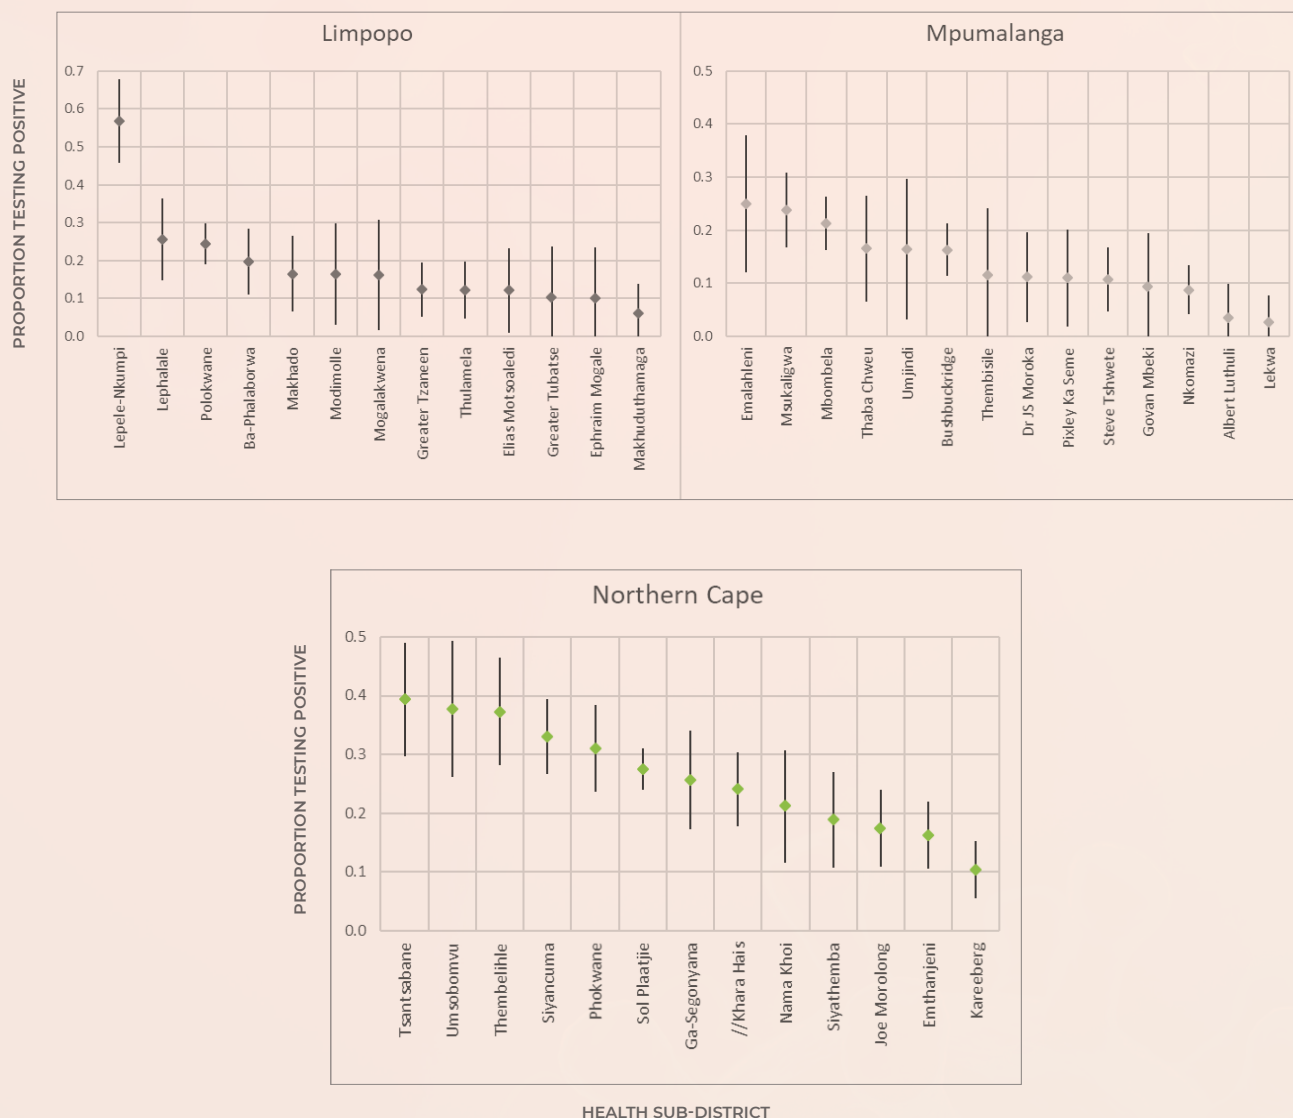 Limpopo
PROPORTION TESTING POSITIVE
0.7
0.6
0.5
0.4
0.3
0.2
0.1
0.0
Lepele-Nkumpi
Lephalale
Polokwane
Ba-Phalaborwa
Makhado
Modimolle
Mogalakwena
Greater Tzaneen
Thulamela
Elias Motsoaledi
Greater Tubatse
Ephraim Mogale
Makhuduthamaga
Mpumalanga
0.5
0.4
0.3
0.2
0.1
0.0
Emalahleni
Msukaligwa
Mbombela
Thaba Chweu
Umjindi
Bushbuckridge
Thembisile
Dr JS Moroka
Pixley Ka Seme
Steve Tshwete
Govan Mbeki
Nkomazi
Albert Luthuli
Lekwa
Northern Cape
PROPORTION TESTING POSITIVE
0.5
0.4
0.3
0.2
0.1
0.0
Tsantsabane
Umsobomvu
Thembelihle
Siyancuma
Phokwane
Sol Plaatjie
Ga-Segonyana
//Khara Hais
Nama Khoi
Siyathemba
Joe Morolong
Emthanjeni
Kareeberg
HEALTH SUB-DISTRICT